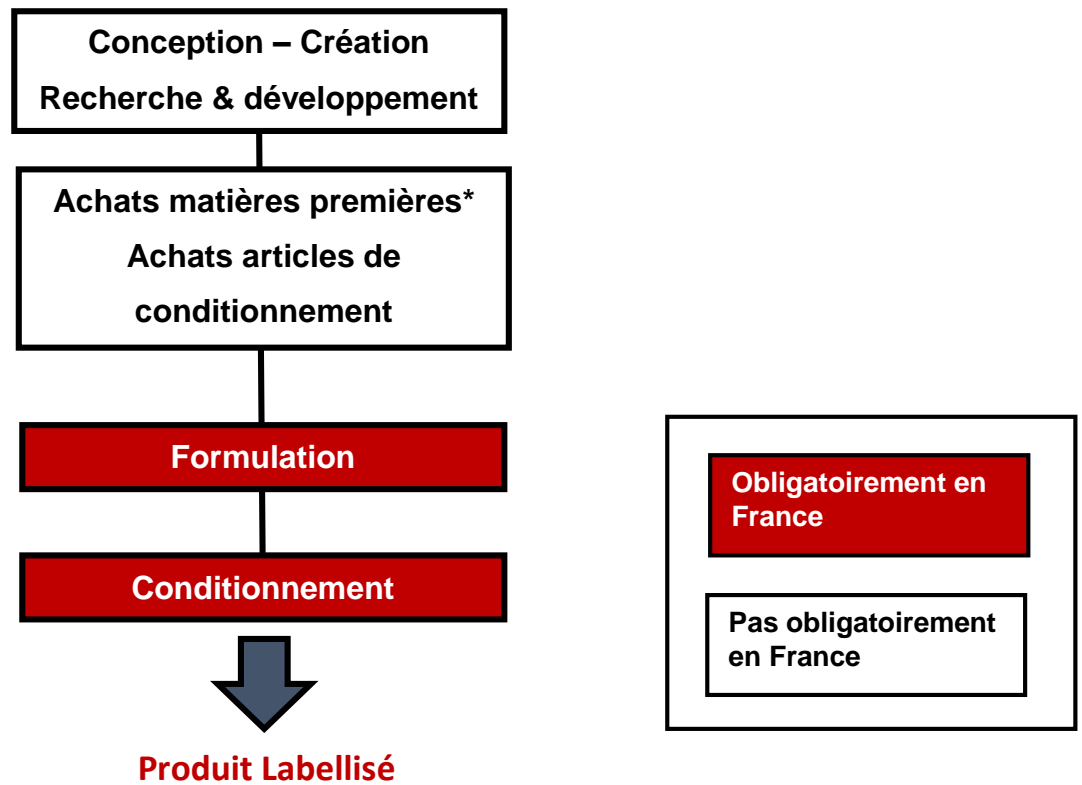 Conception – Création
Recherche & développement
Achats matières premières*
Achats articles de
conditionnement
Formulation
Conditionnement
Produit Labellisé
Obligatoirement en
France
Pas obligatoirement
en France